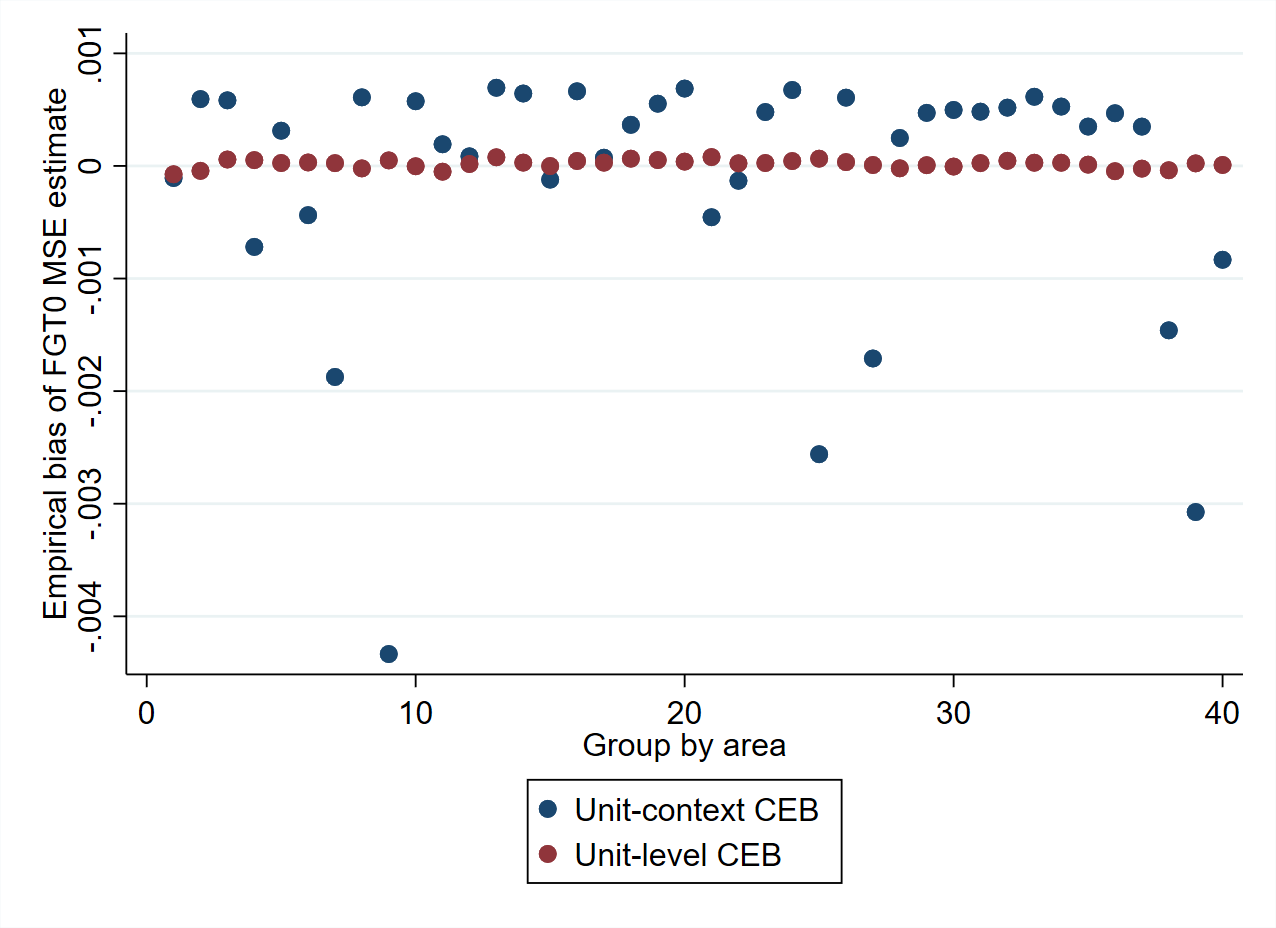 Empirical bias of FGT0 MSE estimate
.001
0
-.001
-.002
-.003
-.004
0 10 20 30 40
Group by area
Unit-context CEB
Unit-level CEB